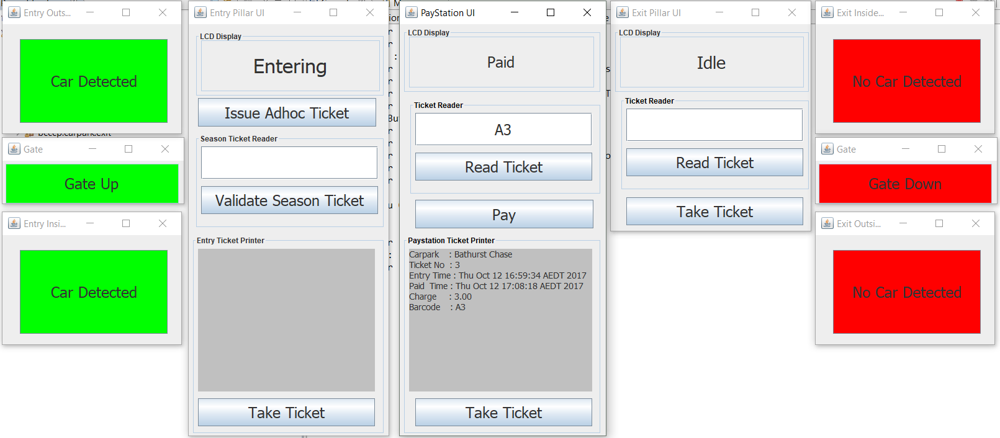 Entry Outs...
Car Detected
Gate
Gate Up
Entry Insi...
Car Detected
Entry Pillar UI
LCD Display
Entering
Issue Adhoc Ticket
Season Ticket Reader
Validate Season Ticket
Entry Ticket Printer
Take Ticket
PayStation UI
LCD Display
Paid
Ticket Reader
A3
Read Ticket
Pay
Paystation Ticket Printer
Carpark : Bathurst Chase
Ticket No : 3
Entry Time : Thu Oct 12 16:59:34 AEDT 2017
Paid Time : Thu Oct 12 17:08:18 AEDT 2017
Charge : 3.00
Barcode : A3
Take Ticket
Exit Pillar UI
LCD Display
Idle
Ticket Reader
Read Ticket
Take Ticket
Exit Inside...
No Car Detected
Gate
Gate Down
Exit Outsi...
No Car Detected